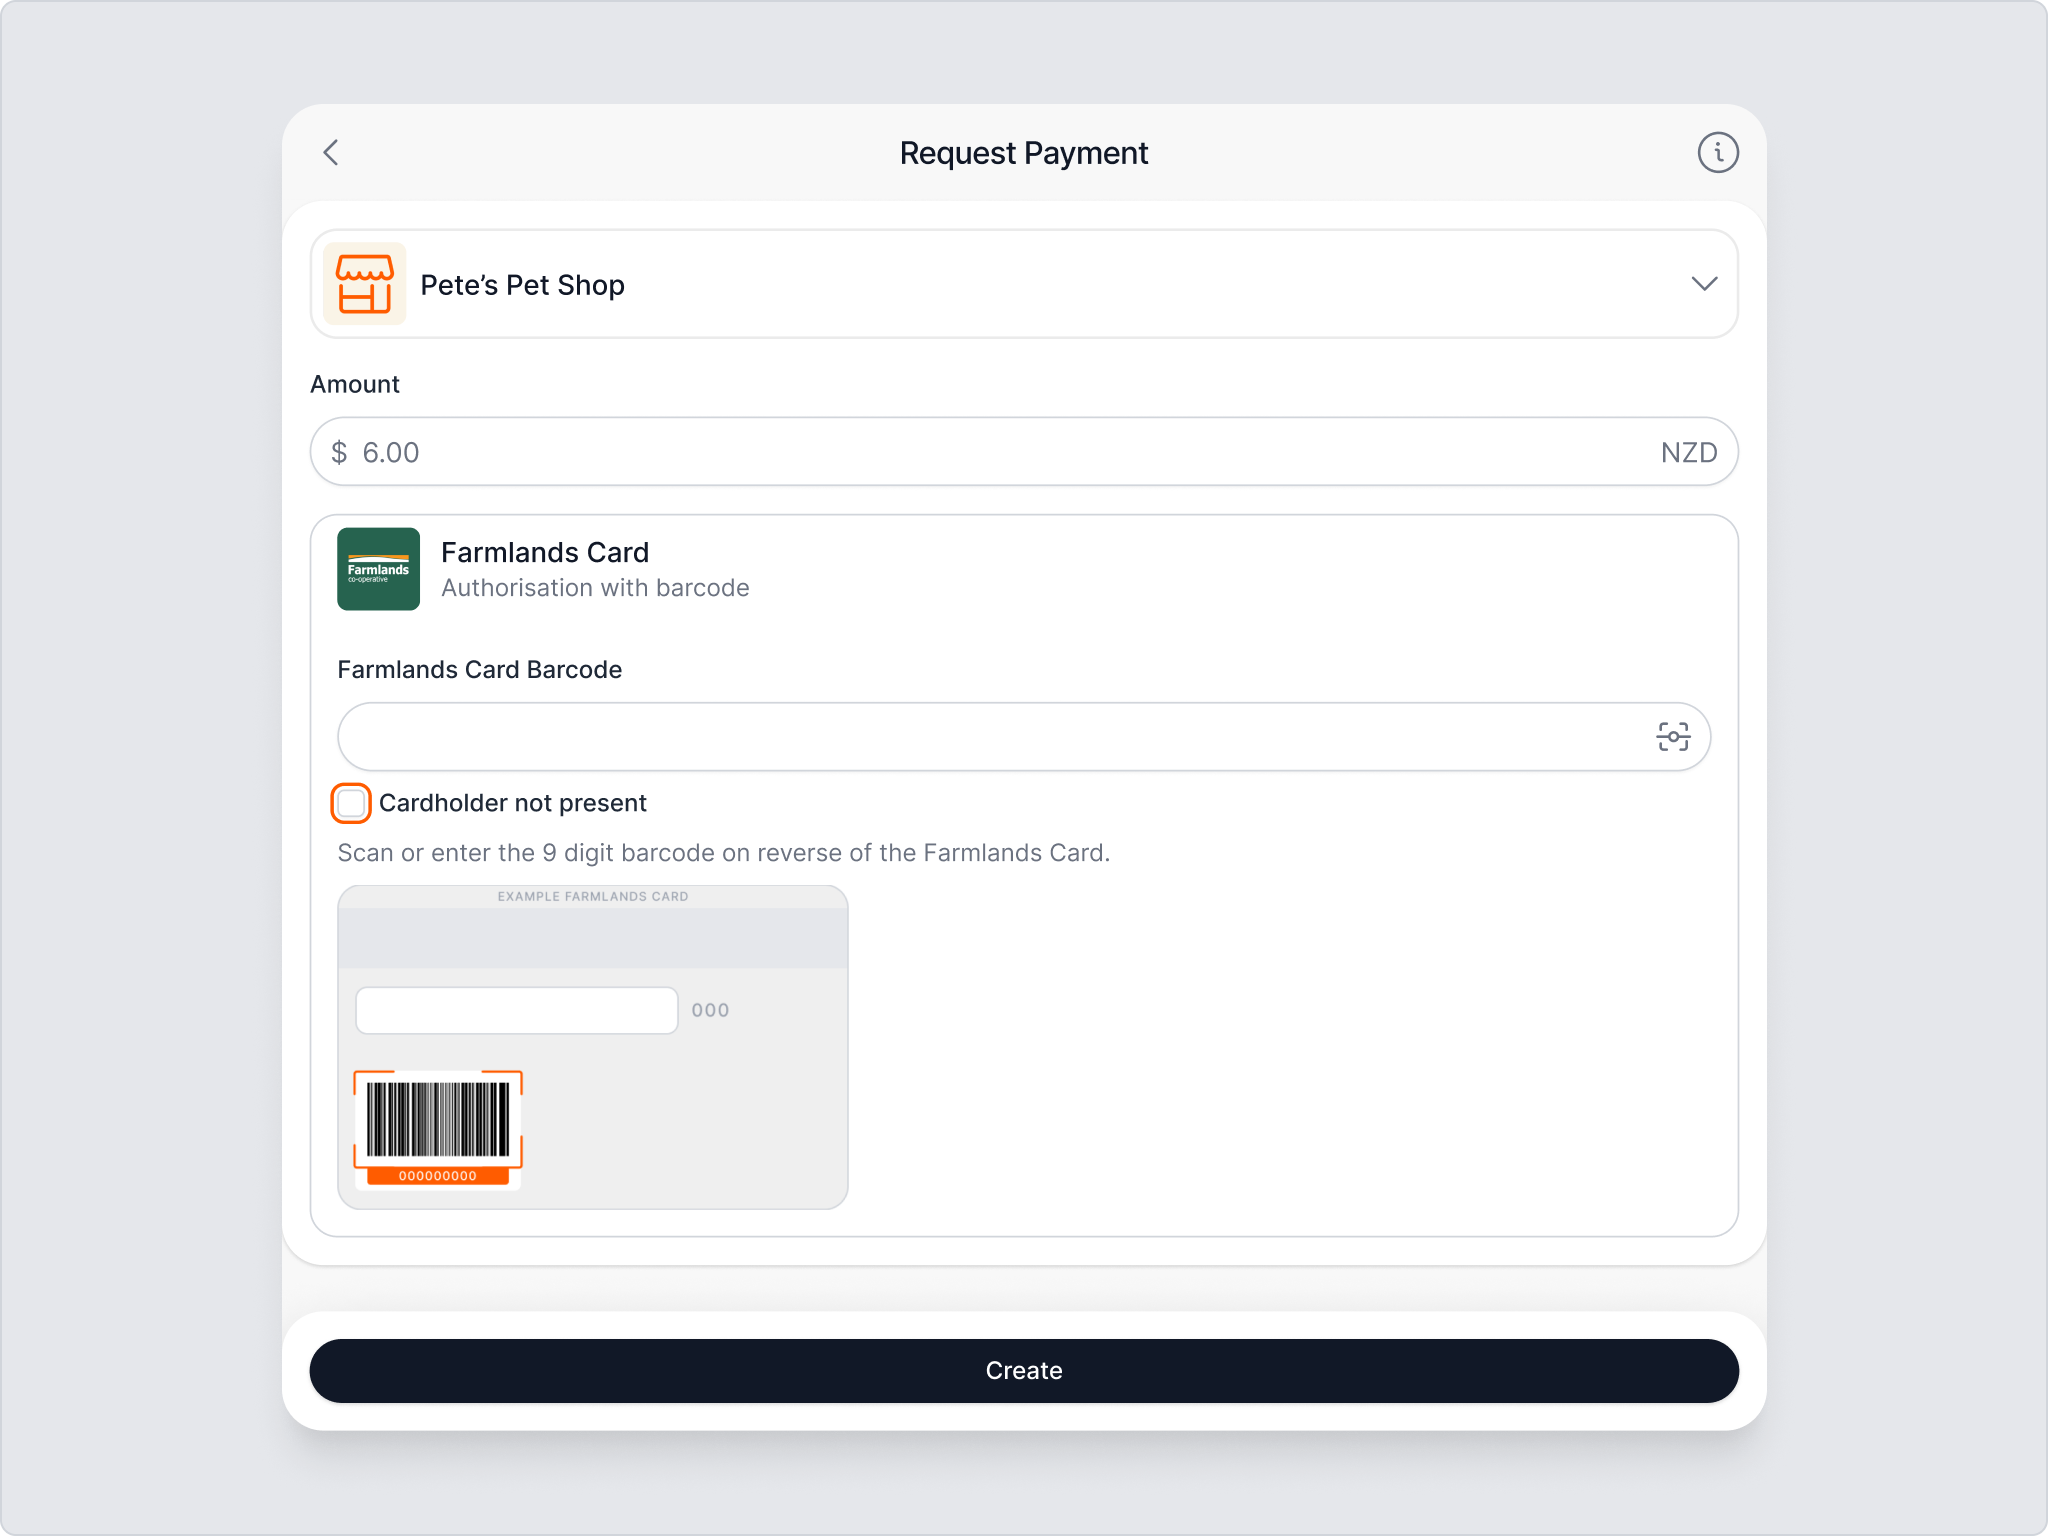 Request Payment
Pete’s Pet Shop
Amount
$ 6.00 NZD
Farmlands
co-operative
Farmlands Card
Authorisation with barcode
Farmlands Card Barcode
Cardholder not present
Scan or enter the 9 digit barcode on reverse of the Farmlands Card.
EXAMPLE FARMLANDS CARD
000
000000000
Create